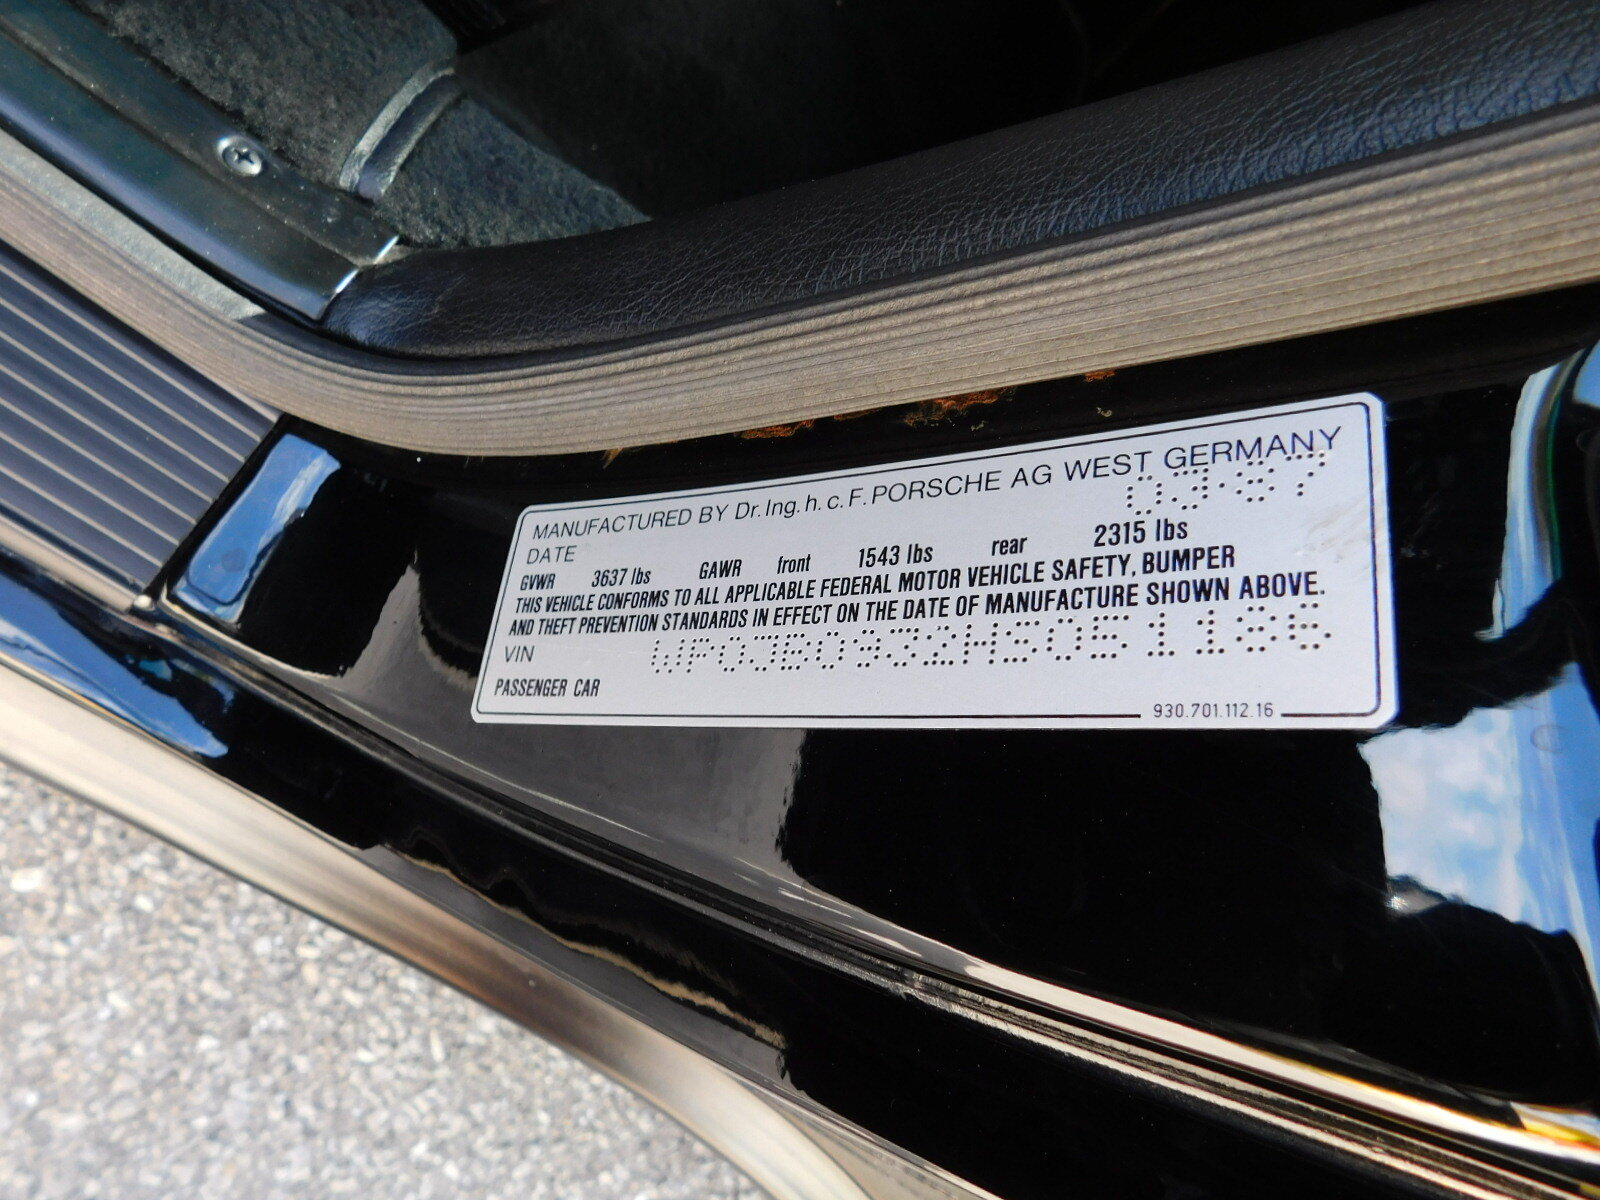 MANUFACTURED BY Dr.Ing.h.c.F.PORSCHE AG WEST GERMANY
DATE 03-87
GVWR 3637 lbs GAWR front 1543 lbs rear 2315 lbs
THIS VEHICLE CONFORMS TO ALL APPLICABLE FEDERAL MOTOR VEHICLE SAFETY, BUMPER
AND THEFT PREVENTION STANDARDS IN EFFECT ON THE DATE OF MANUFACTURE SHOWN ABOVE.
VIN WP0JB0932HS051186
PASSENGER CAR
930.701.112.16